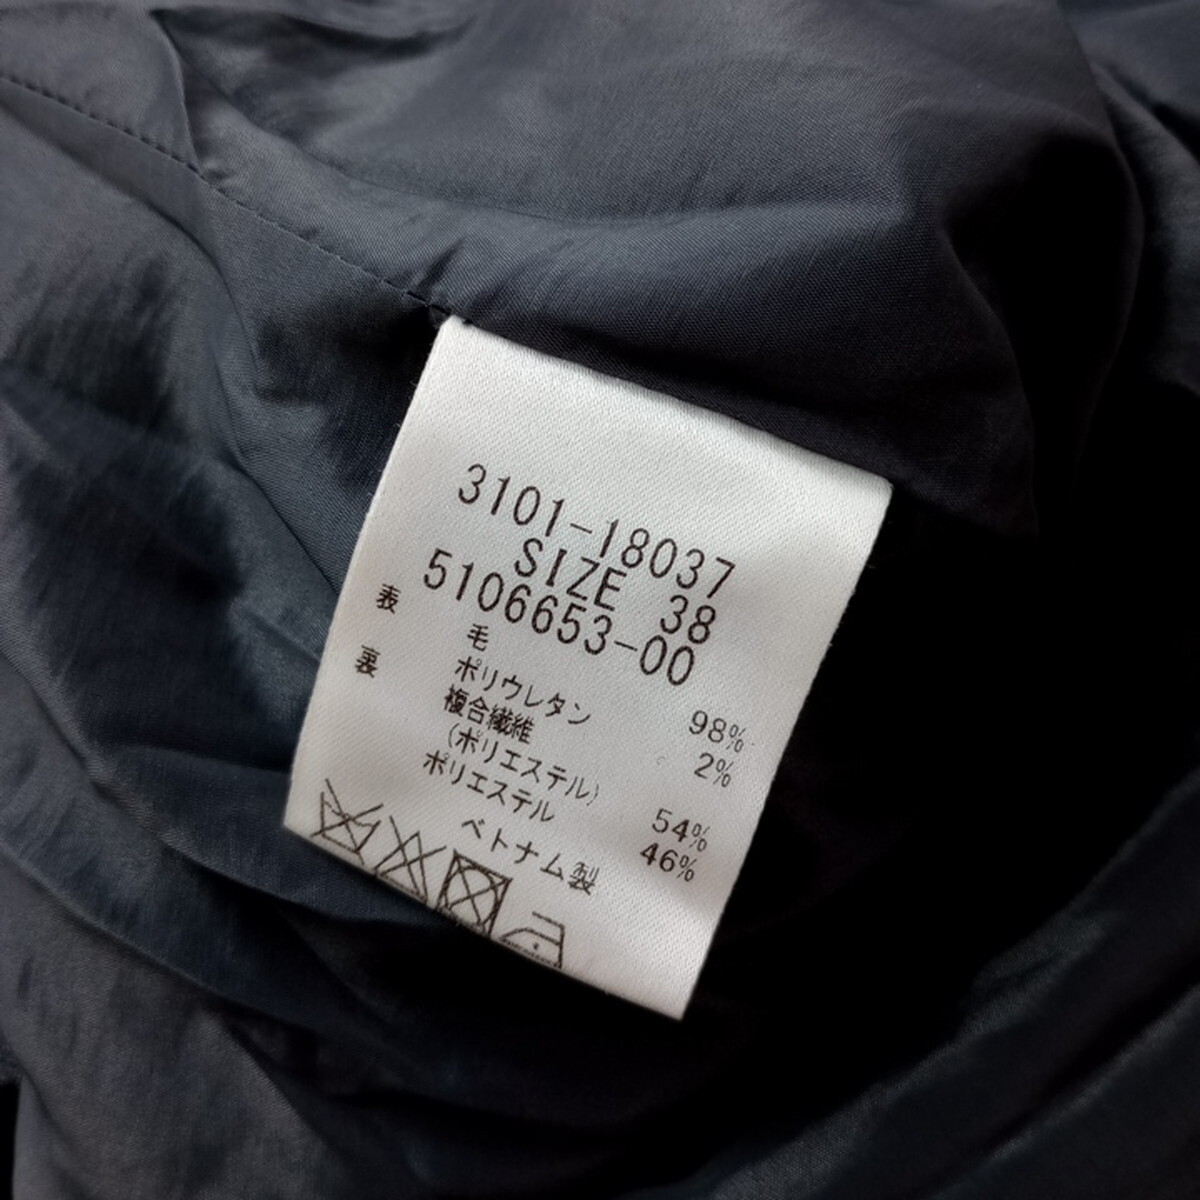 3101-18037
SIZE 38
5106653-00
表 毛 98%
裏 ポリウレタン 2%
複合繊維
(ポリエステル) 54%
ポリエステル 46%
ベトナム製